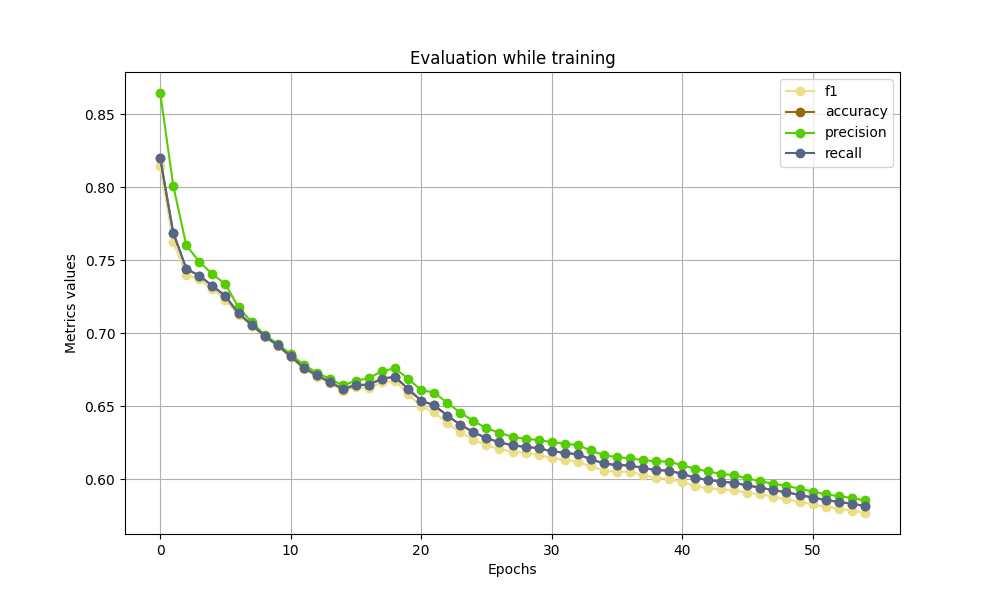 Evaluation while training
f1
accuracy
precision
recall
0.85
0.80
0.75
0.70
0.65
0.60
Metrics values
0 10 20 30 40 50
Epochs